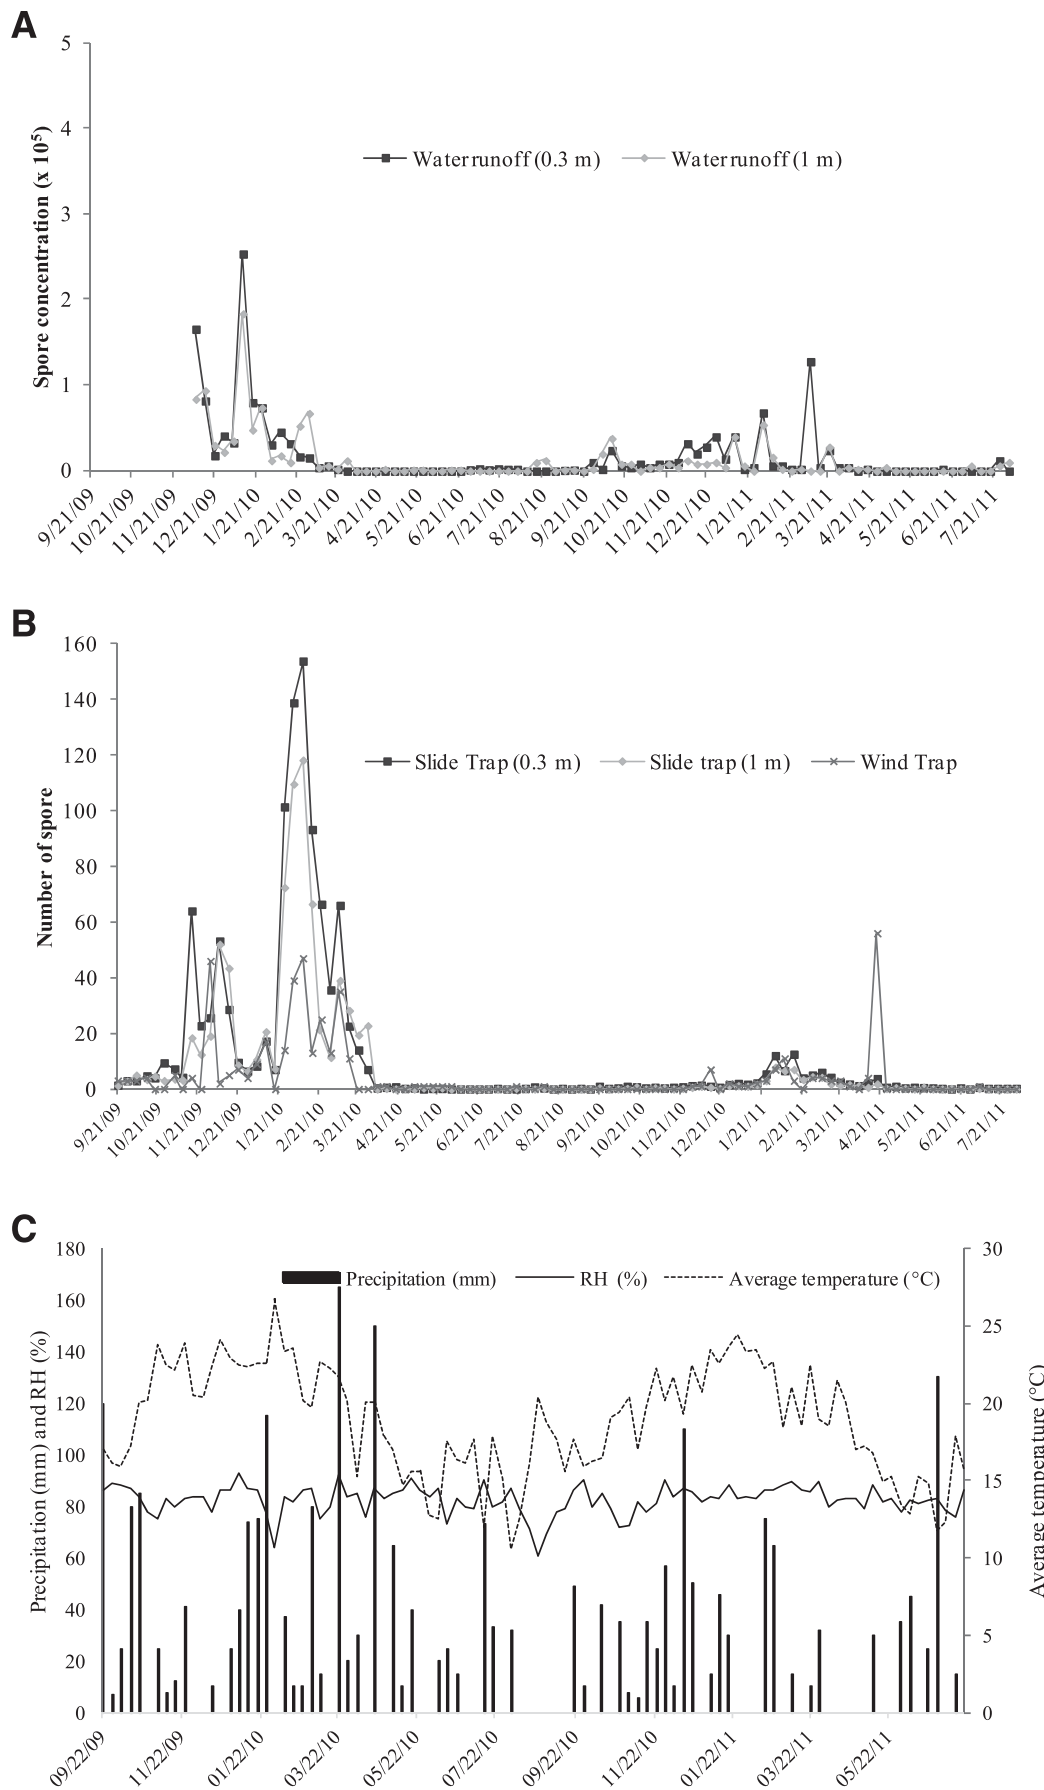 A
5
4
3
2
1
0
Spore concentration (x 10⁵)
Water runoff (0.3 m) Water runoff (1 m)
9/21/09 10/21/09 11/21/09 12/21/09 1/21/10 2/21/10 3/21/10 4/21/10 5/21/10 6/21/10 7/21/10 8/21/10 9/21/10 10/21/10 11/21/10 12/21/10 1/21/11 2/21/11 3/21/11 4/21/11 5/21/11 6/21/11 7/21/11
B
160
140
120
100
80
60
40
20
0
Number of spore
Slide Trap (0.3 m) Slide trap (1 m) Wind Trap
9/21/09 10/21/09 11/21/09 12/21/09 1/21/10 2/21/10 3/21/10 4/21/10 5/21/10 6/21/10 7/21/10 8/21/10 9/21/10 10/21/10 11/21/10 12/21/10 1/21/11 2/21/11 3/21/11 4/21/11 5/21/11 6/21/11 7/21/11
C
180
160
140
120
100
80
60
40
20
0
Precipitation (mm) and RH (%)
Precipitation (mm) RH (%) Average temperature (°C)
30
25
20
15
10
5
0
Average temperature (°C)
09/22/09 11/22/09 01/22/10 03/22/10 05/22/10 07/22/10 09/22/10 11/22/10 01/22/11 03/22/11 05/22/11